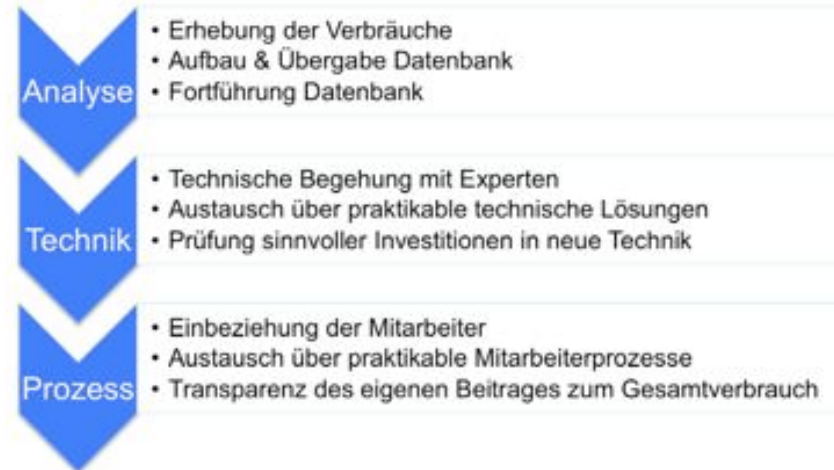 Analyse
• Erhebung der Verbräuche
• Aufbau & Übergabe Datenbank
• Fortführung Datenbank
Technik
• Technische Begehung mit Experten
• Austausch über praktikable technische Lösungen
• Prüfung sinnvoller Investitionen in neue Technik
Prozess
• Einbeziehung der Mitarbeiter
• Austausch über praktikable Mitarbeiterprozesse
• Transparenz des eigenen Beitrages zum Gesamtverbrauch